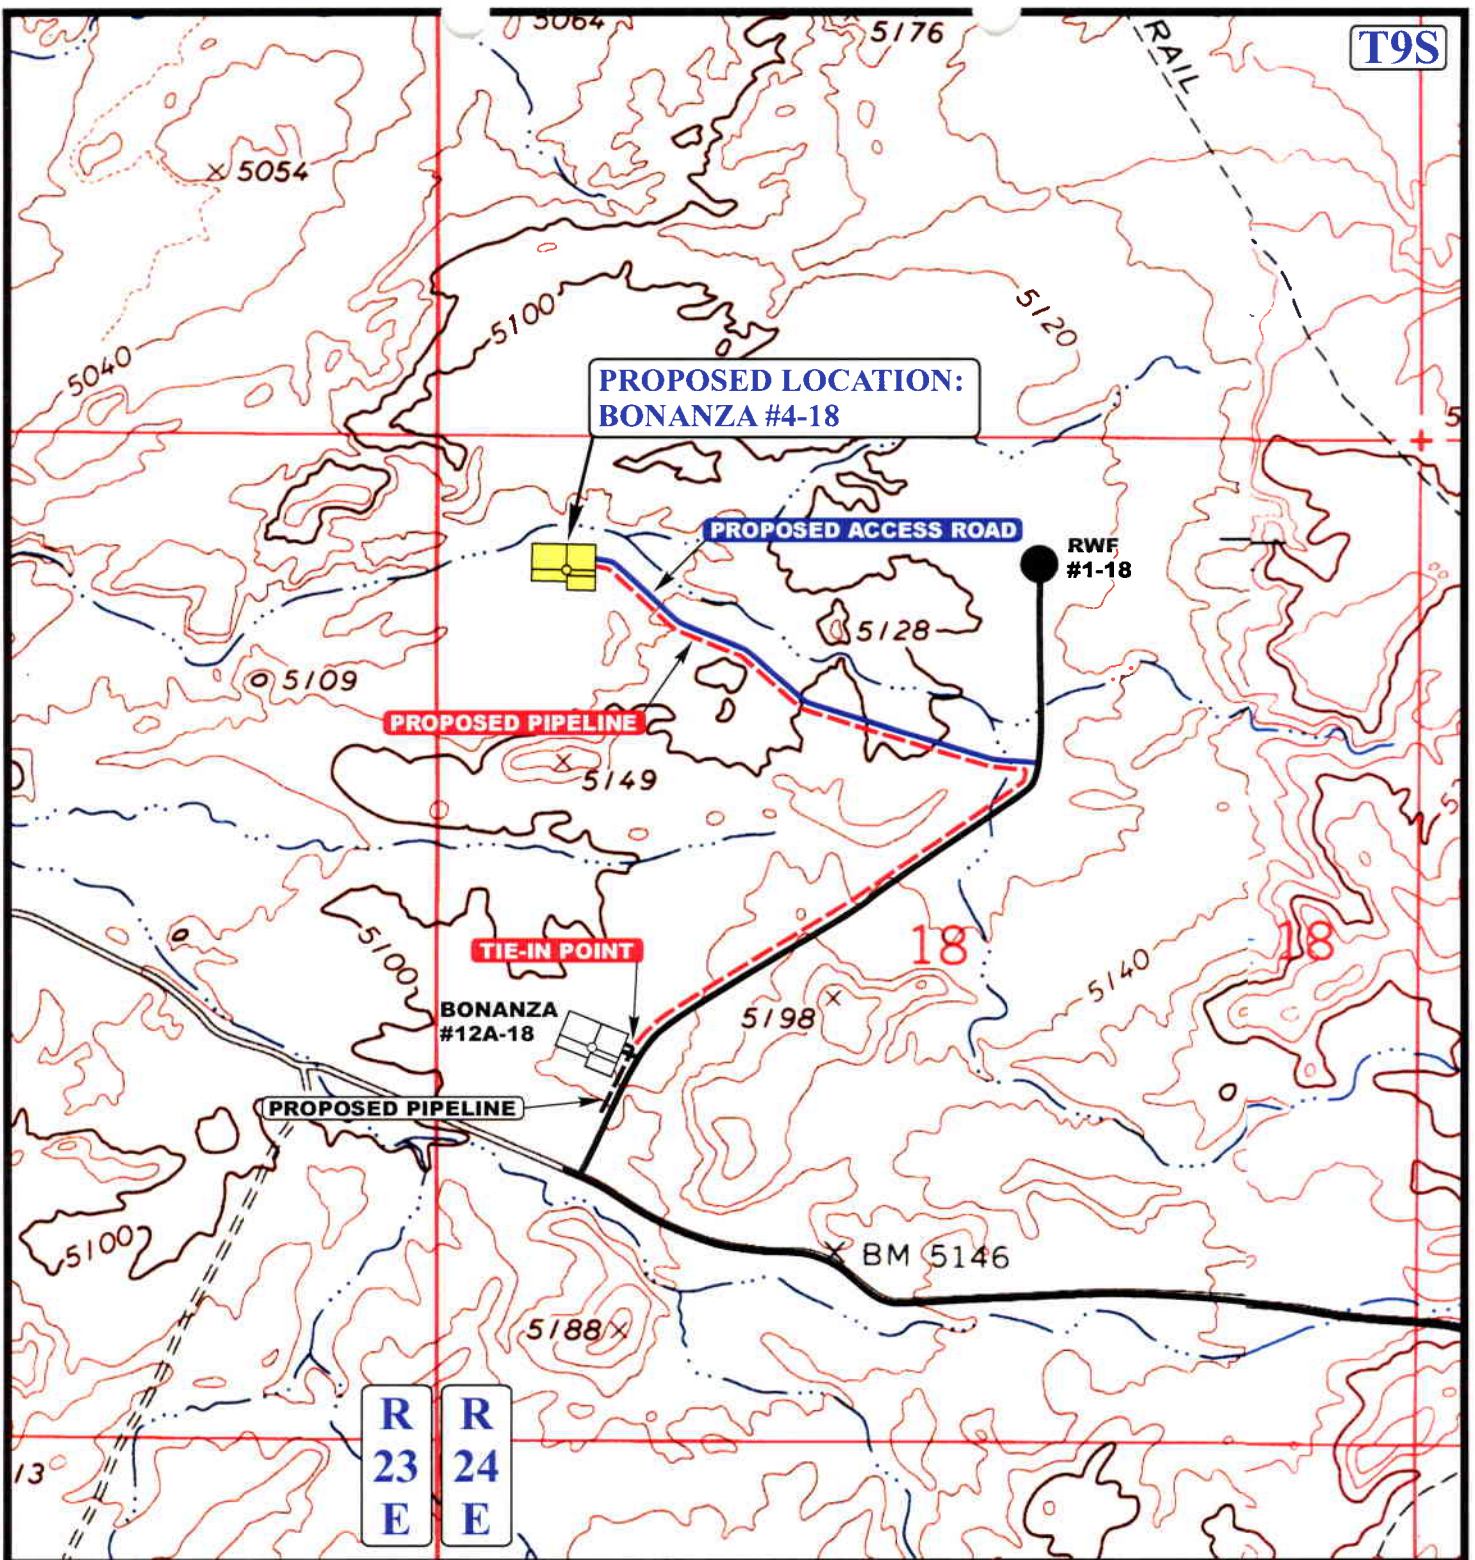 5064
5176
RAIL
T9S
5054
5100
5120
5040
PROPOSED LOCATION:
BONANZA #4-18
PROPOSED ACCESS ROAD
RWF
#1-18
5128
5109
PROPOSED PIPELINE
5149
18
18
5100
TIE-IN POINT
5140
BONANZA
#12A-18
5198
PROPOSED PIPELINE
5100
BM 5146
5188
R
23
E
R
24
E
13